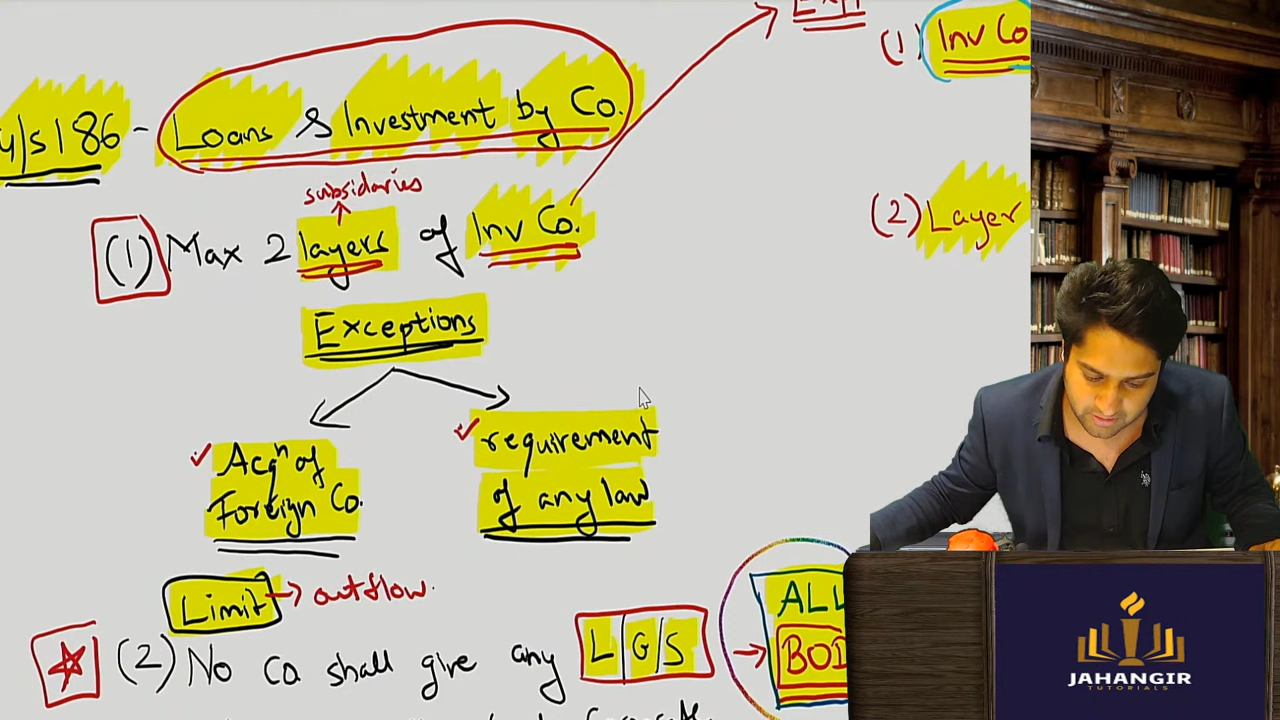 u/s 186 - Loans & Investment by Co.
(1) Inv Co
subsidaries
(1) Max 2 layers of Inv Co.
(2) Layer
Exceptions
Acqn of
Foreign Co.
requirement
of any law
Limit → outflow.
(2) No Co shall give any L G S
ALL
BOD
JAHANGIR
TUTORIALS